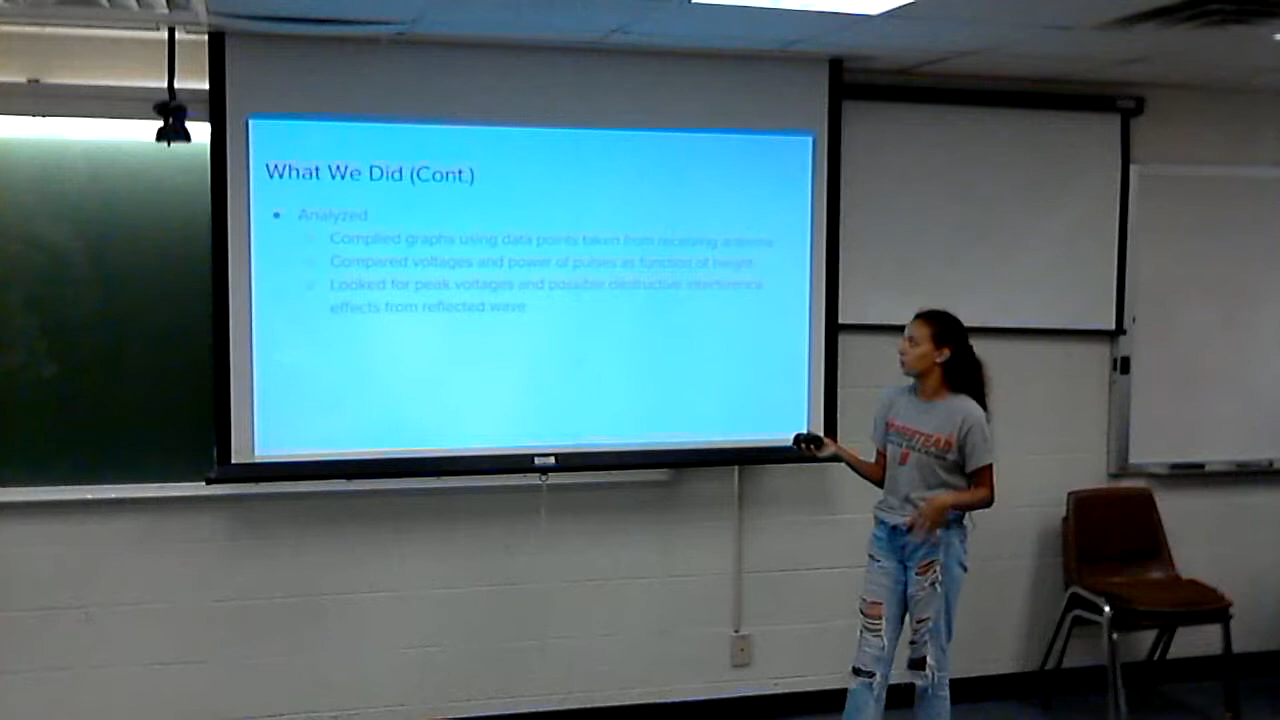 What We Did (Cont.)
● Analyzed
○ Compiled graphs using data points taken from receiving antenna
○ Compared voltages and power of pulses as function of height
○ Looked for peak voltages and possible destructive interference
effects from reflected wave